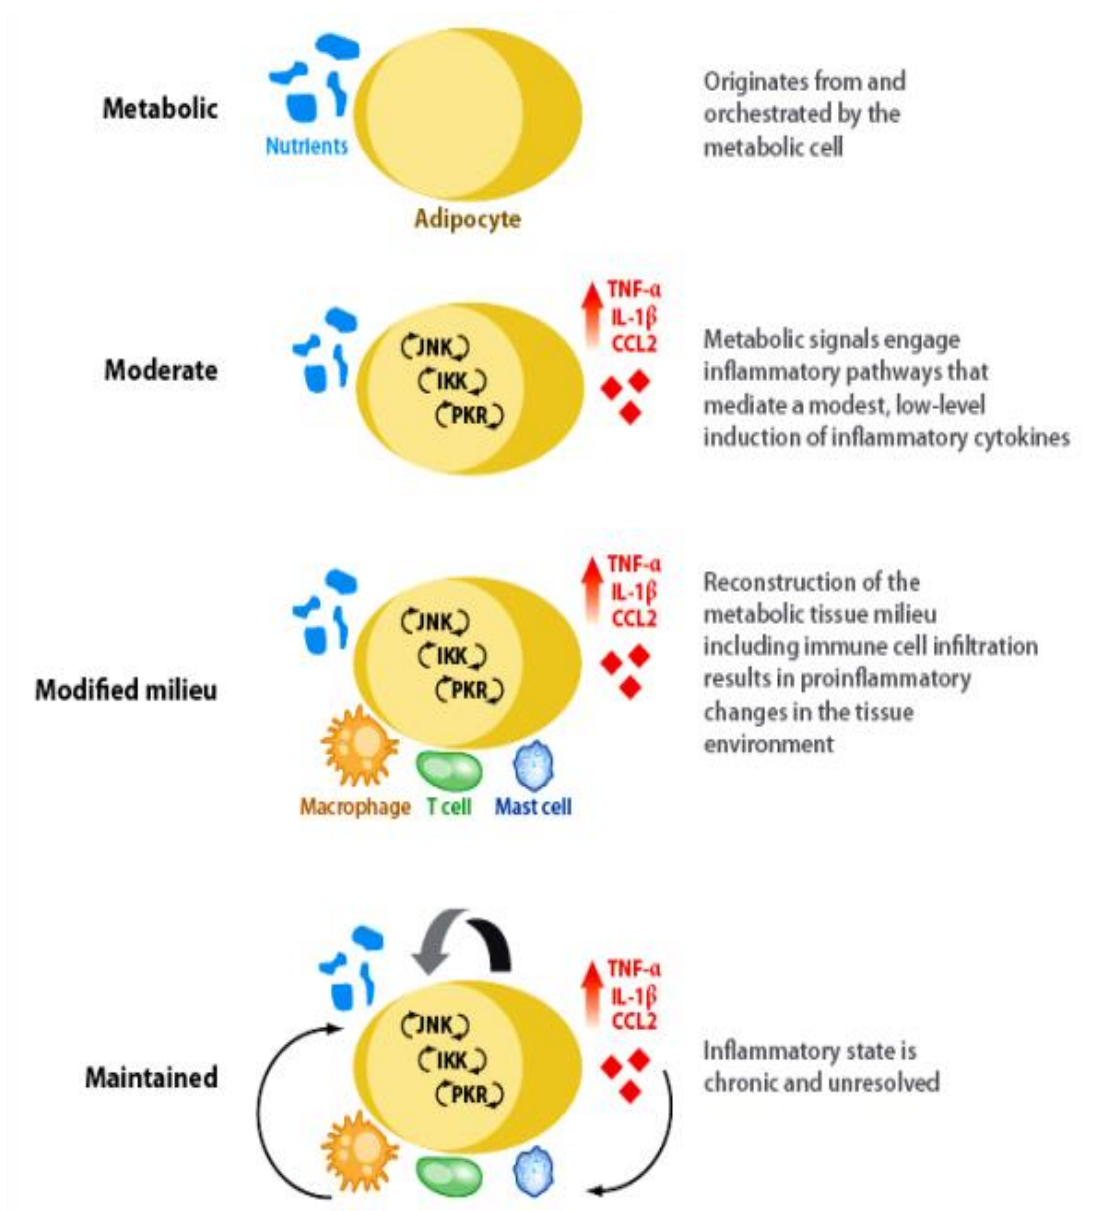 Metabolic
Nutrients
Adipocyte
Originates from and
orchestrated by the
metabolic cell
Moderate
JNK
IKK
PKR
TNF-α
IL-1β
CCL2
Metabolic signals engage
inflammatory pathways that
mediate a modest, low-level
induction of inflammatory cytokines
Modified milieu
JNK
IKK
PKR
TNF-α
IL-1β
CCL2
Macrophage T cell Mast cell
Reconstruction of the
metabolic tissue milieu
including immune cell infiltration
results in proinflammatory
changes in the tissue
environment
Maintained
JNK
IKK
PKR
TNF-α
IL-1β
CCL2
Inflammatory state is
chronic and unresolved